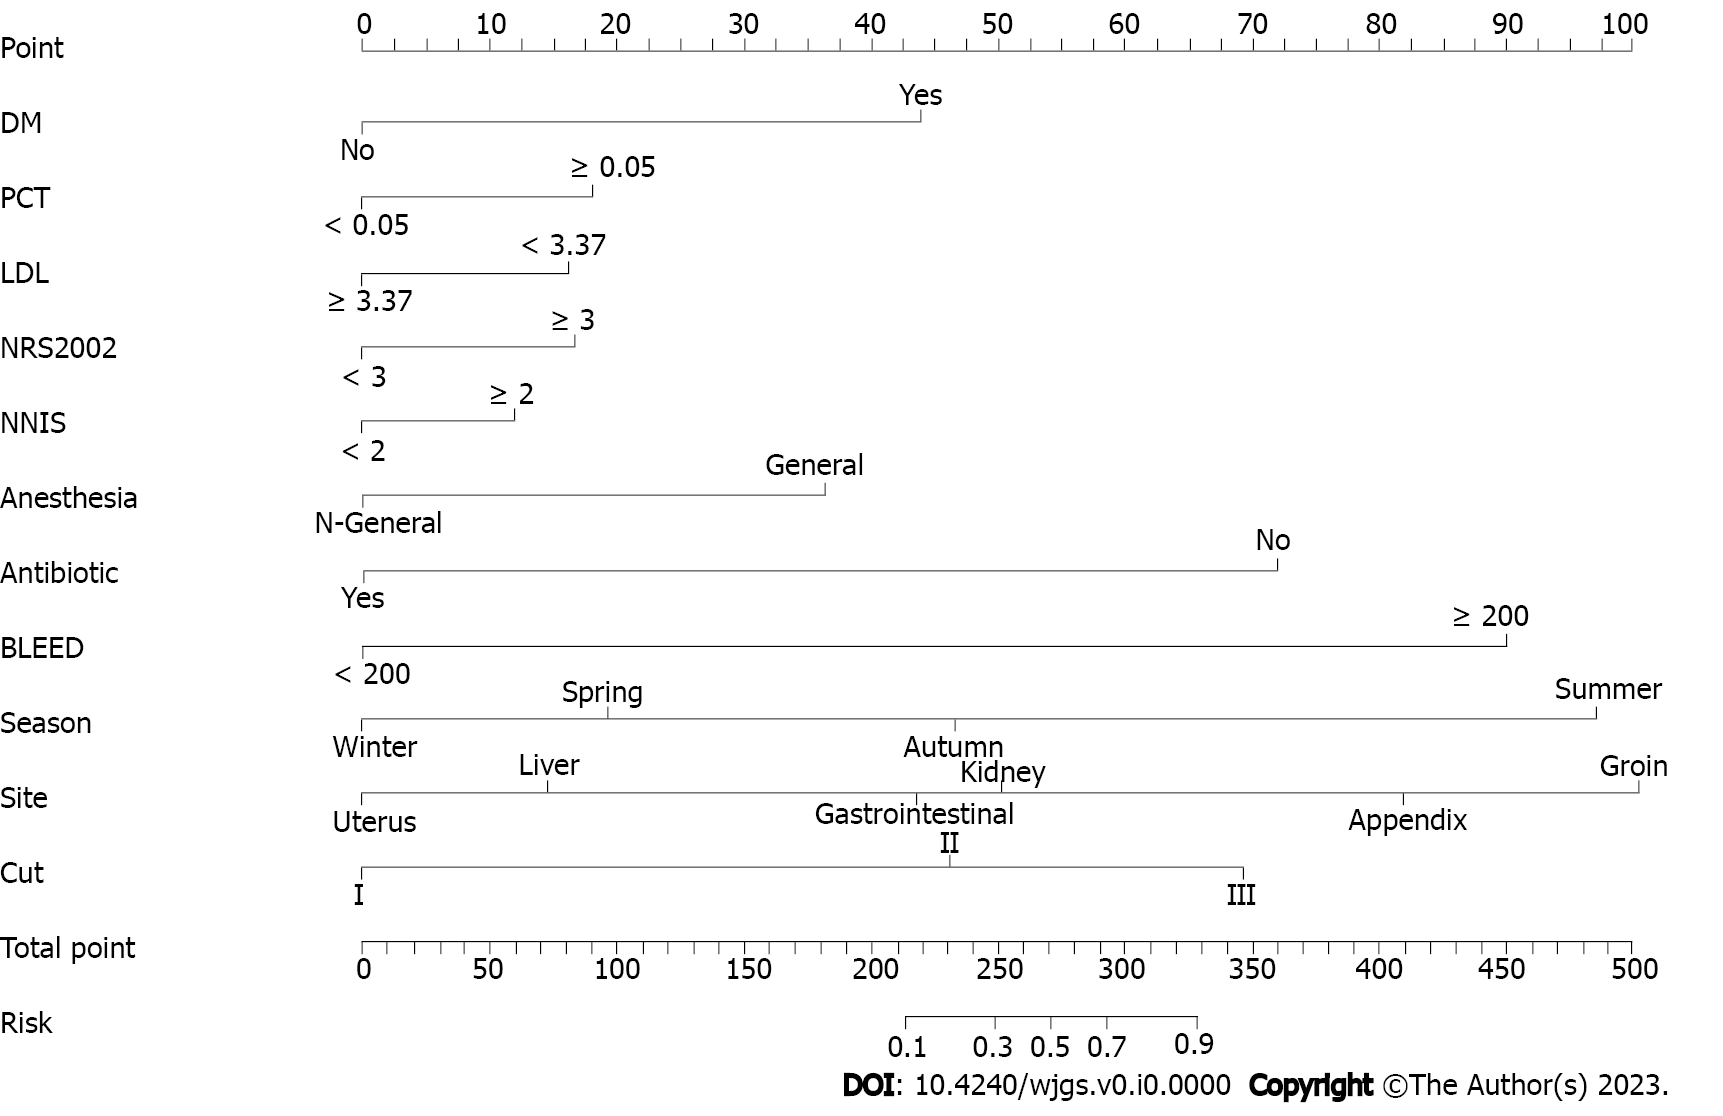 0 10 20 30 40 50 60 70 80 90 100
Point
Yes
DM
No
≥ 0.05
PCT
< 0.05
< 3.37
LDL
≥ 3.37
≥ 3
NRS2002
< 3
≥ 2
NNIS
< 2
General
Anesthesia
N-General
No
Antibiotic
Yes
≥ 200
BLEED
< 200
Spring Summer
Season
Winter Autumn
Liver Kidney Groin
Site
Uterus Gastrointestinal Appendix
II
Cut
I III
Total point
0 50 100 150 200 250 300 350 400 450 500
Risk
0.1 0.3 0.5 0.7 0.9
DOI: 10.4240/wjgs.v0.i0.0000 Copyright ©The Author(s) 2023.